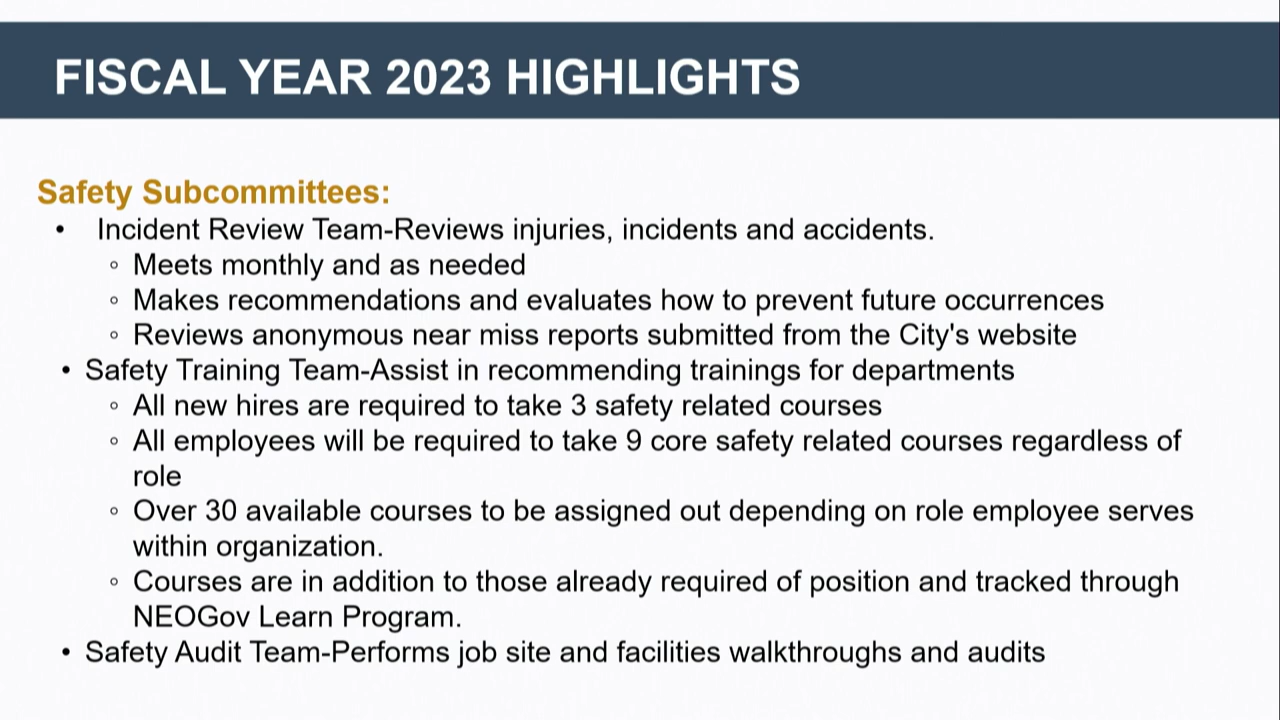 FISCAL YEAR 2023 HIGHLIGHTS
Safety Subcommittees:
• Incident Review Team-Reviews injuries, incidents and accidents.
◦ Meets monthly and as needed
◦ Makes recommendations and evaluates how to prevent future occurrences
◦ Reviews anonymous near miss reports submitted from the City's website
• Safety Training Team-Assist in recommending trainings for departments
◦ All new hires are required to take 3 safety related courses
◦ All employees will be required to take 9 core safety related courses regardless of
role
◦ Over 30 available courses to be assigned out depending on role employee serves
within organization.
◦ Courses are in addition to those already required of position and tracked through
NEOGov Learn Program.
• Safety Audit Team-Performs job site and facilities walkthroughs and audits